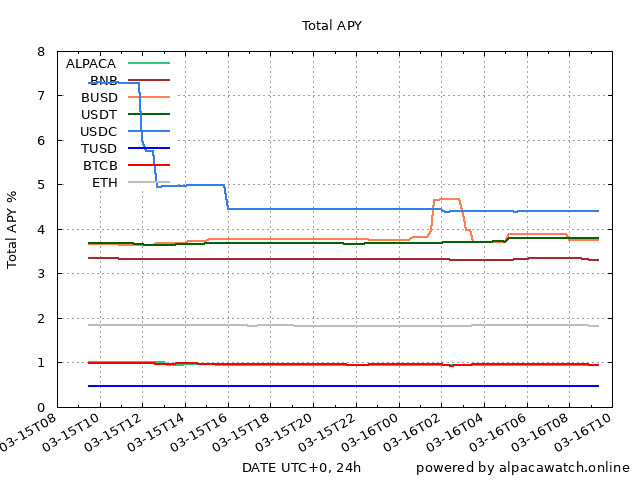 Total APY
Total APY %
8
7
6
5
4
3
2
1
0
ALPACA
BNB
BUSD
USDT
USDC
TUSD
BTCB
ETH
03-15T08
03-15T10
03-15T12
03-15T14
03-15T16
03-15T18
03-15T20
03-15T22
03-16T00
03-16T02
03-16T04
03-16T06
03-16T08
03-16T10
DATE UTC+0, 24h
powered by alpacawatch.online